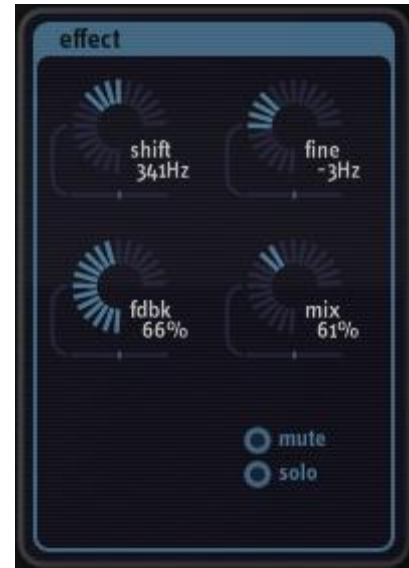 effect
shift
341Hz
fine
-3Hz
fdbk
66%
mix
61%
mute
solo